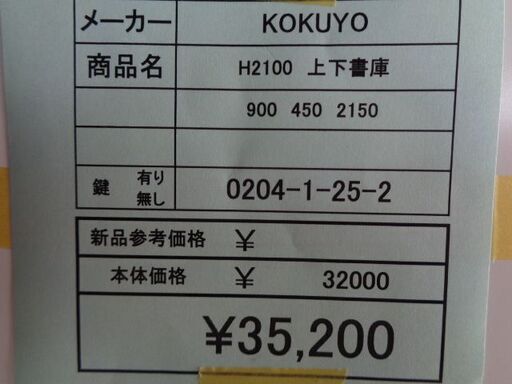 メーカー KOKUYO
商品名 H2100 上下書庫
900 450 2150
鍵 有り 無し 0204-1-25-2
新品参考価格 ¥
本体価格 ¥ 32000
¥35,200